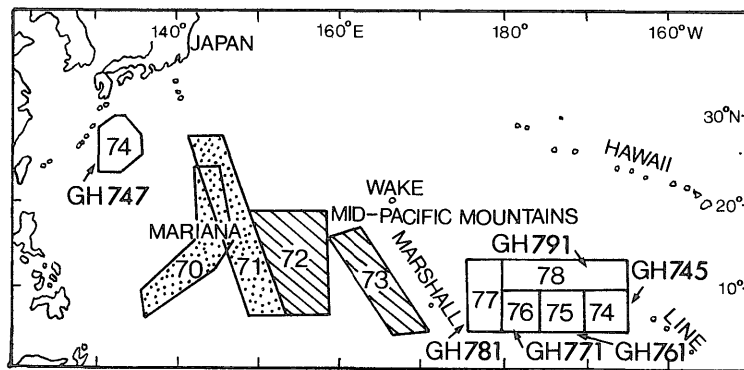 140°
160°E
180°
160°W
JAPAN
30°N
74
GH747
HAWAII
WAKE
20°
MID-PACIFIC MOUNTAINS
MARIANA
MARSHALL
GH791
70
71
72
73
77
78
GH745
76
75
74
10°
LINE
GH781
GH771
GH761